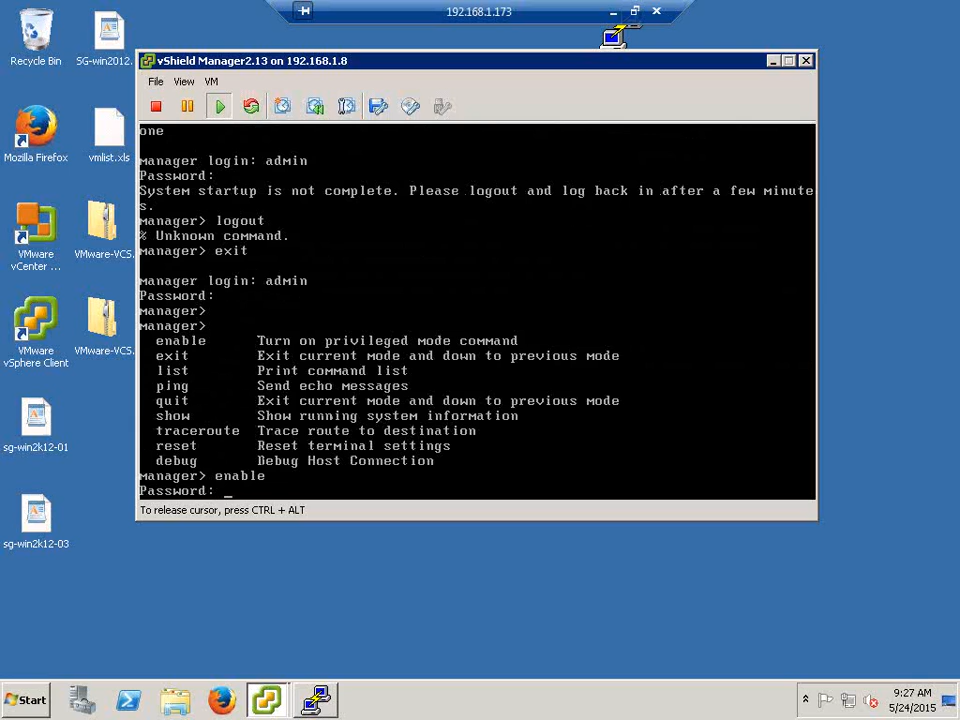 192.168.1.173
Recycle Bin
SG-win2012.
Mozilla Firefox
vmlist.xls
VMware
vCenter ...
VMware-VCS.
VMware
vSphere Client
VMware-VCS.
sg-win2k12-01
sg-win2k12-03
vShield Manager2.13 on 192.168.1.8
File View VM
one
manager login: admin
Password:
System startup is not complete. Please logout and log back in after a few minute
s.
manager> logout
% Unknown command.
manager> exit
manager login: admin
Password:
manager>
manager>
enable Turn on privileged mode command
exit Exit current mode and down to previous mode
list Print command list
ping Send echo messages
quit Exit current mode and down to previous mode
show Show running system information
traceroute Trace route to destination
reset Reset terminal settings
debug Debug Host Connection
manager> enable
Password: _
To release cursor, press CTRL + ALT
Start
9:27 AM
5/24/2015